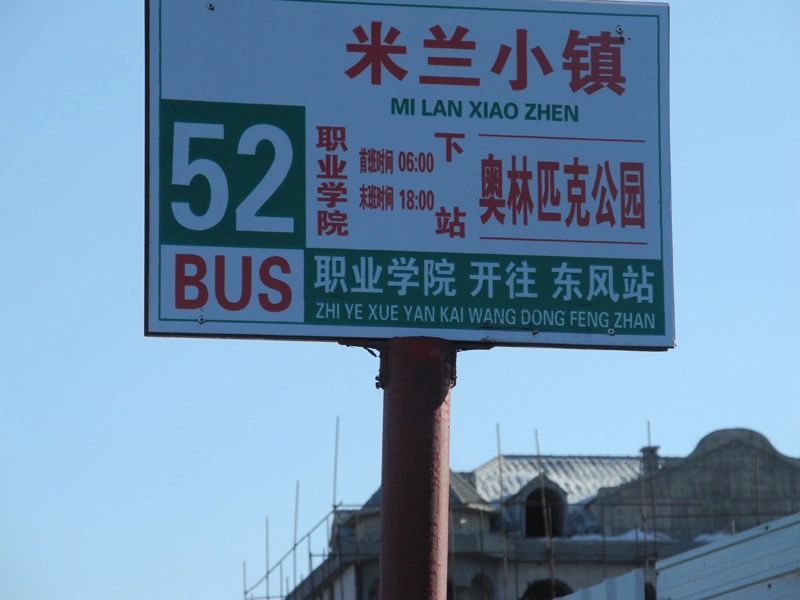 米兰小镇
MI LAN XIAO ZHEN
52
职业学院
首班时间 06:00
末班时间 18:00
下站
奥林匹克公园
BUS
职业学院 开往 东风站
ZHI YE XUE YAN KAI WANG DONG FENG ZHAN